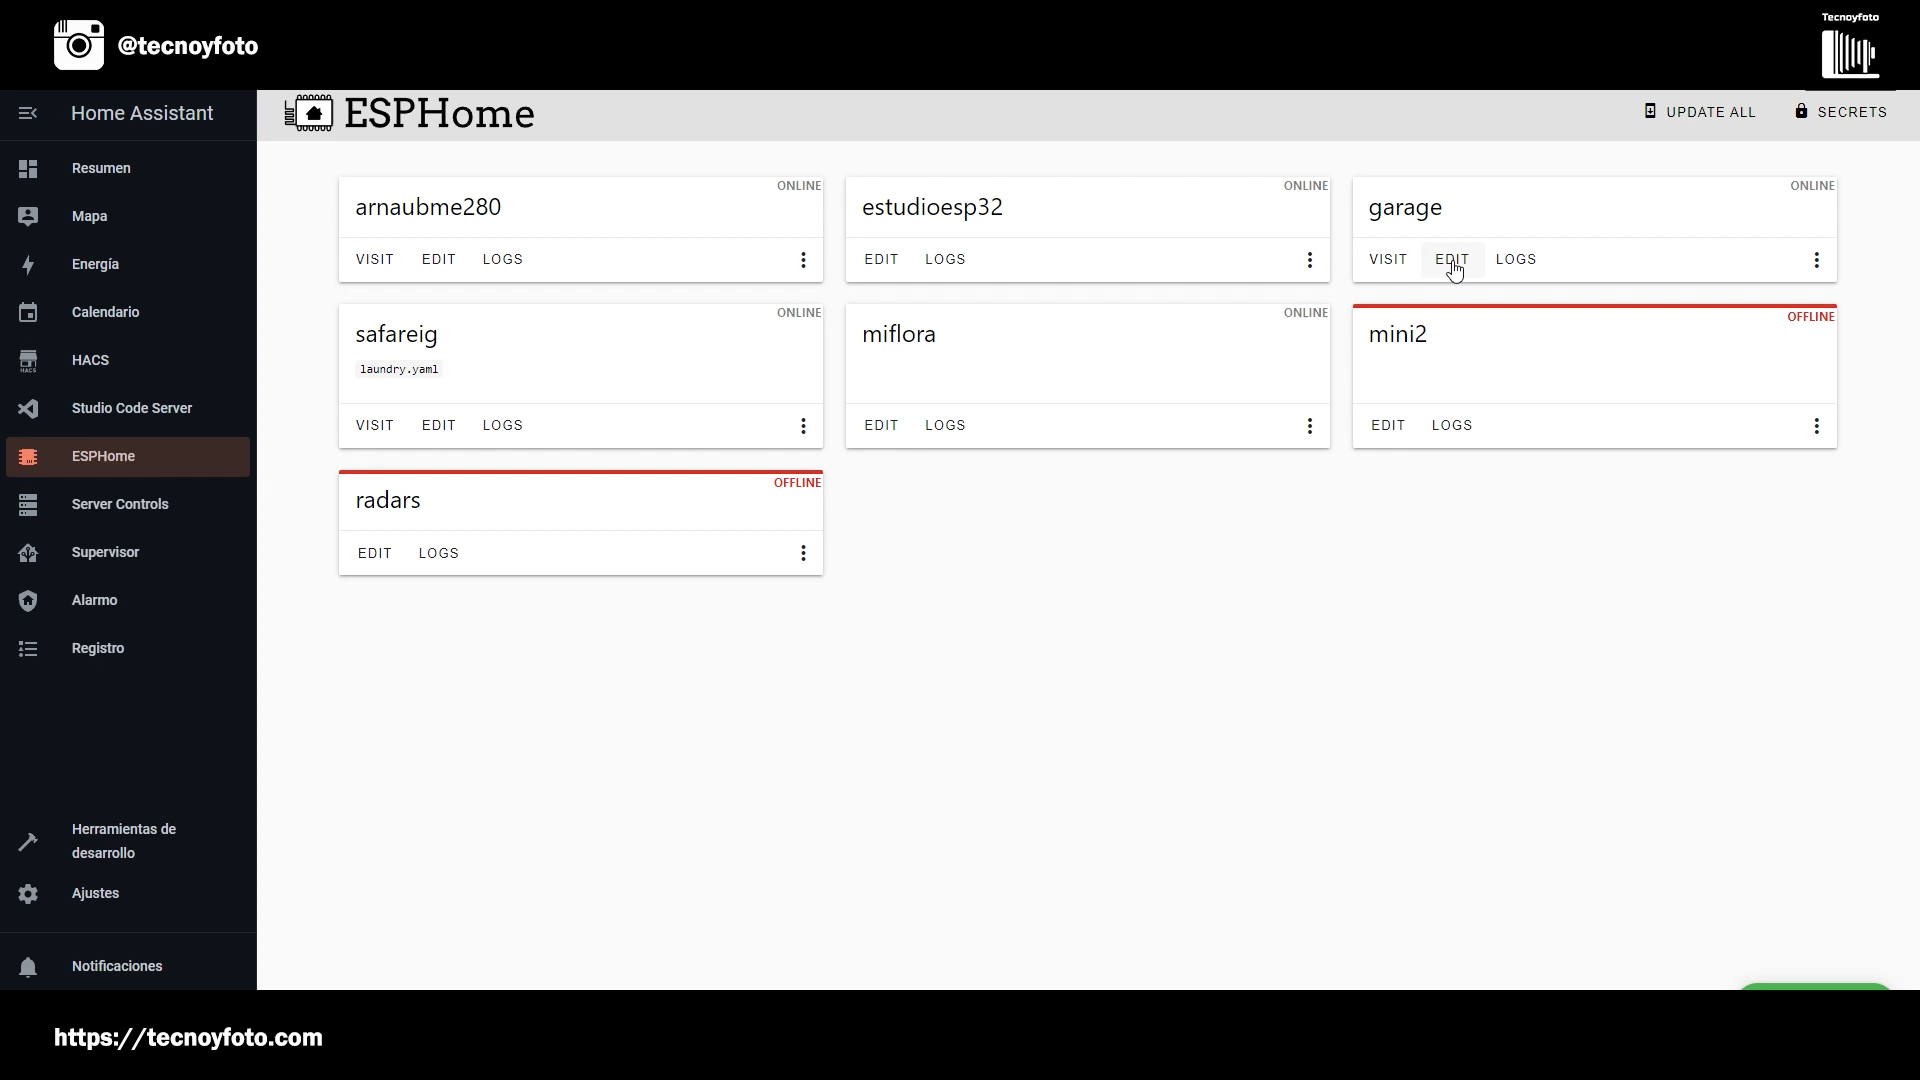 @tecnoyfoto
Tecnoyfoto
Home Assistant
ESPHome
UPDATE ALL
SECRETS
Resumen
Mapa
Energía
Calendario
HACS
HACS
Studio Code Server
ESPHome
Server Controls
Supervisor
Alarmo
Registro
Herramientas de
desarrollo
Ajustes
Notificaciones
ONLINE
arnaubme280
VISIT EDIT LOGS
ONLINE
estudioesp32
EDIT LOGS
ONLINE
garage
VISIT EDIT LOGS
ONLINE
safareig
laundry.yaml
VISIT EDIT LOGS
ONLINE
miflora
EDIT LOGS
OFFLINE
mini2
EDIT LOGS
OFFLINE
radars
EDIT LOGS
https://tecnoyfoto.com